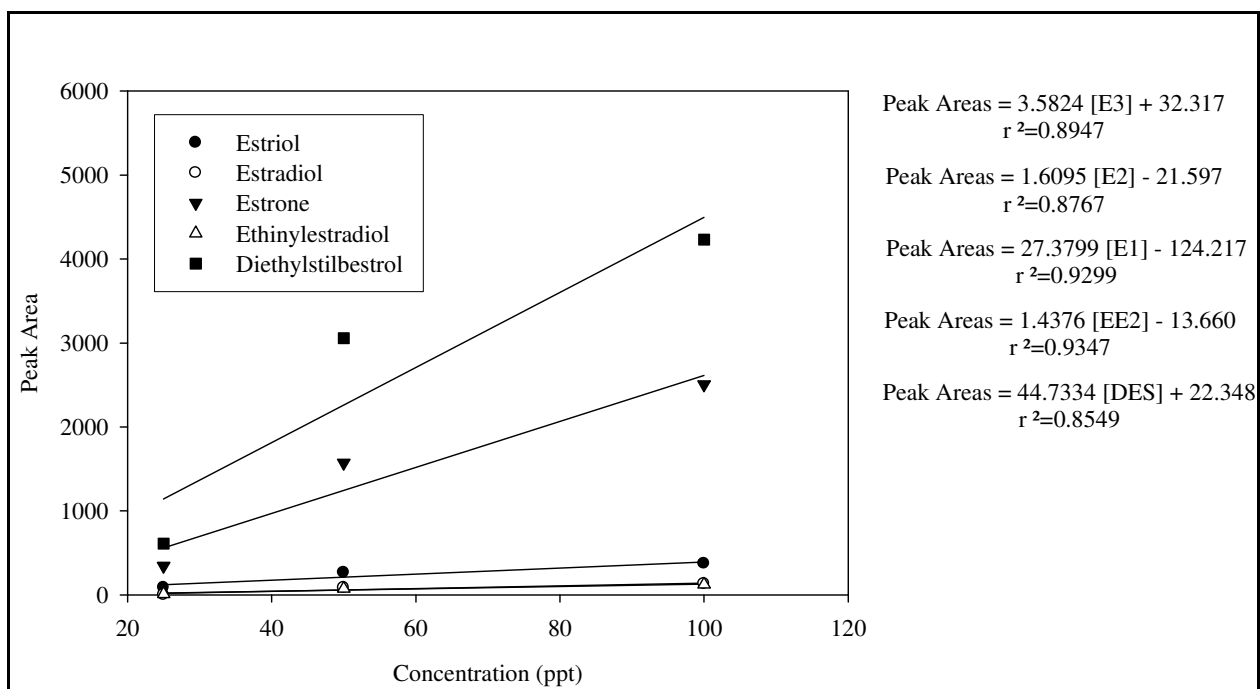 6000
5000
4000
3000
2000
1000
0
Peak Area
20
40
60
80
100
120
Concentration (ppt)
Estriol
Estradiol
Estrone
Ethinylestradiol
Diethylstilbestrol
Peak Areas = 3.5824 [E3] + 32.317
r ²=0.8947
Peak Areas = 1.6095 [E2] - 21.597
r ²=0.8767
Peak Areas = 27.3799 [E1] - 124.217
r ²=0.9299
Peak Areas = 1.4376 [EE2] - 13.660
r ²=0.9347
Peak Areas = 44.7334 [DES] + 22.348
r ²=0.8549